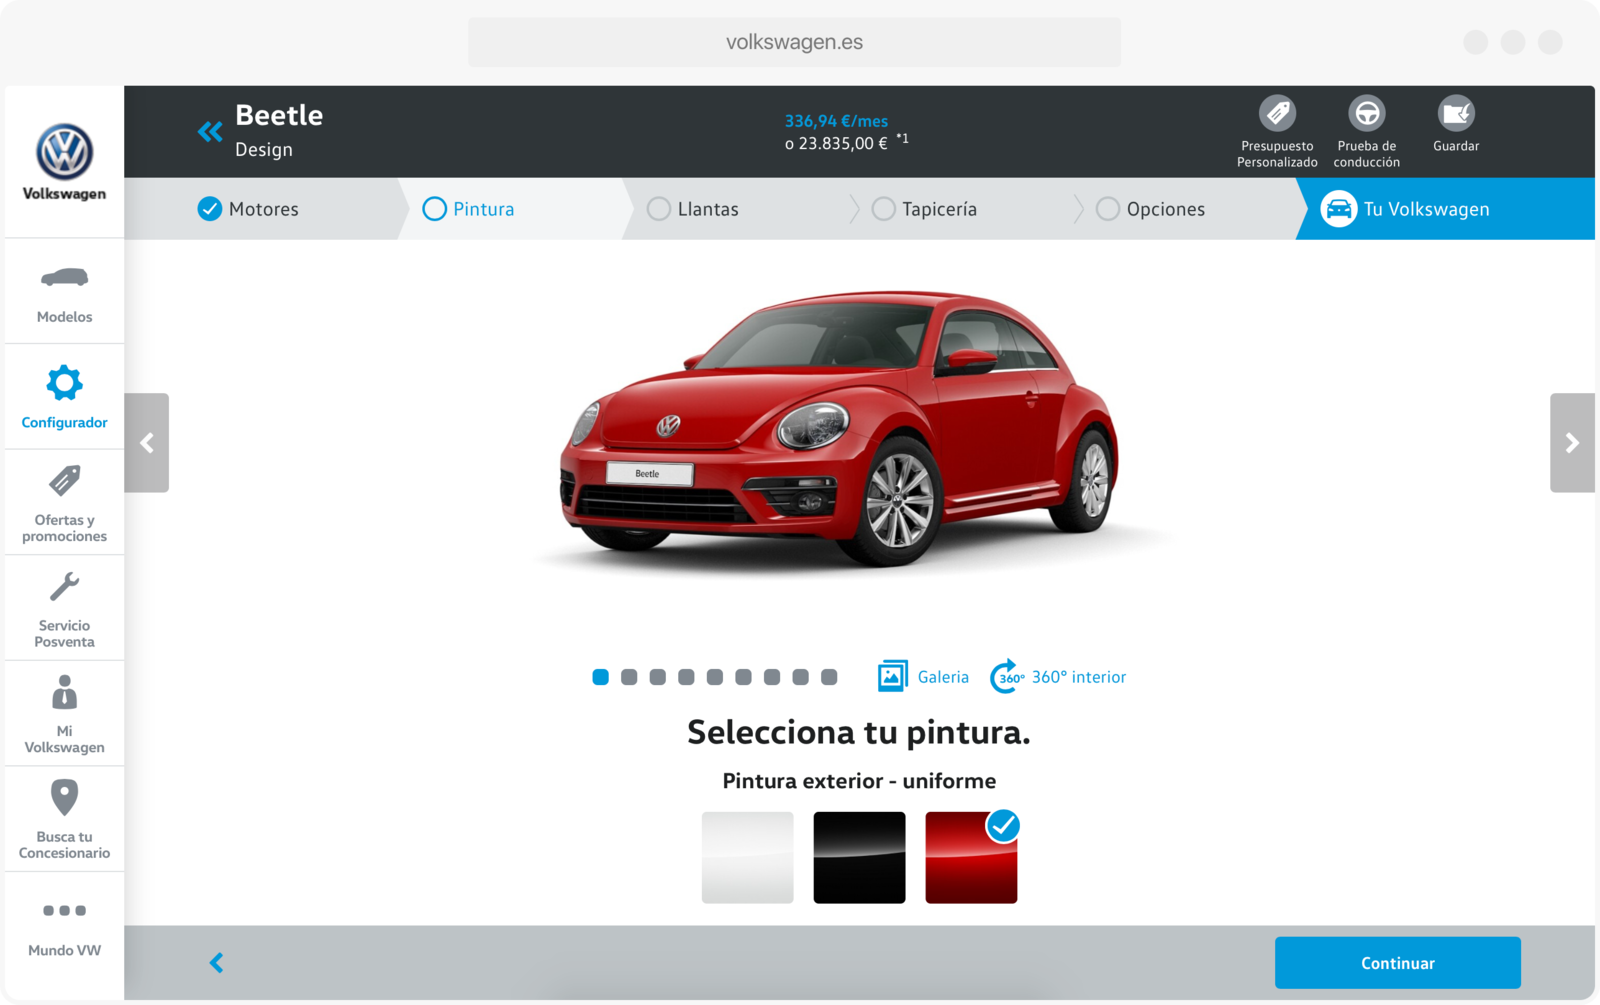 volkswagen.es
Volkswagen
Modelos
Configurador
Ofertas y
promociones
Servicio
Posventa
Mi
Volkswagen
Busca tu
Concesionario
Mundo VW
Beetle
Design
336,94 €/mes
o 23.835,00 € *1
Presupuesto
Personalizado
Prueba de
conducción
Guardar
Motores
Pintura
Llantas
Tapicería
Opciones
Tu Volkswagen
Beetle
Galeria
360°
360° interior
Selecciona tu pintura.
Pintura exterior - uniforme
Continuar